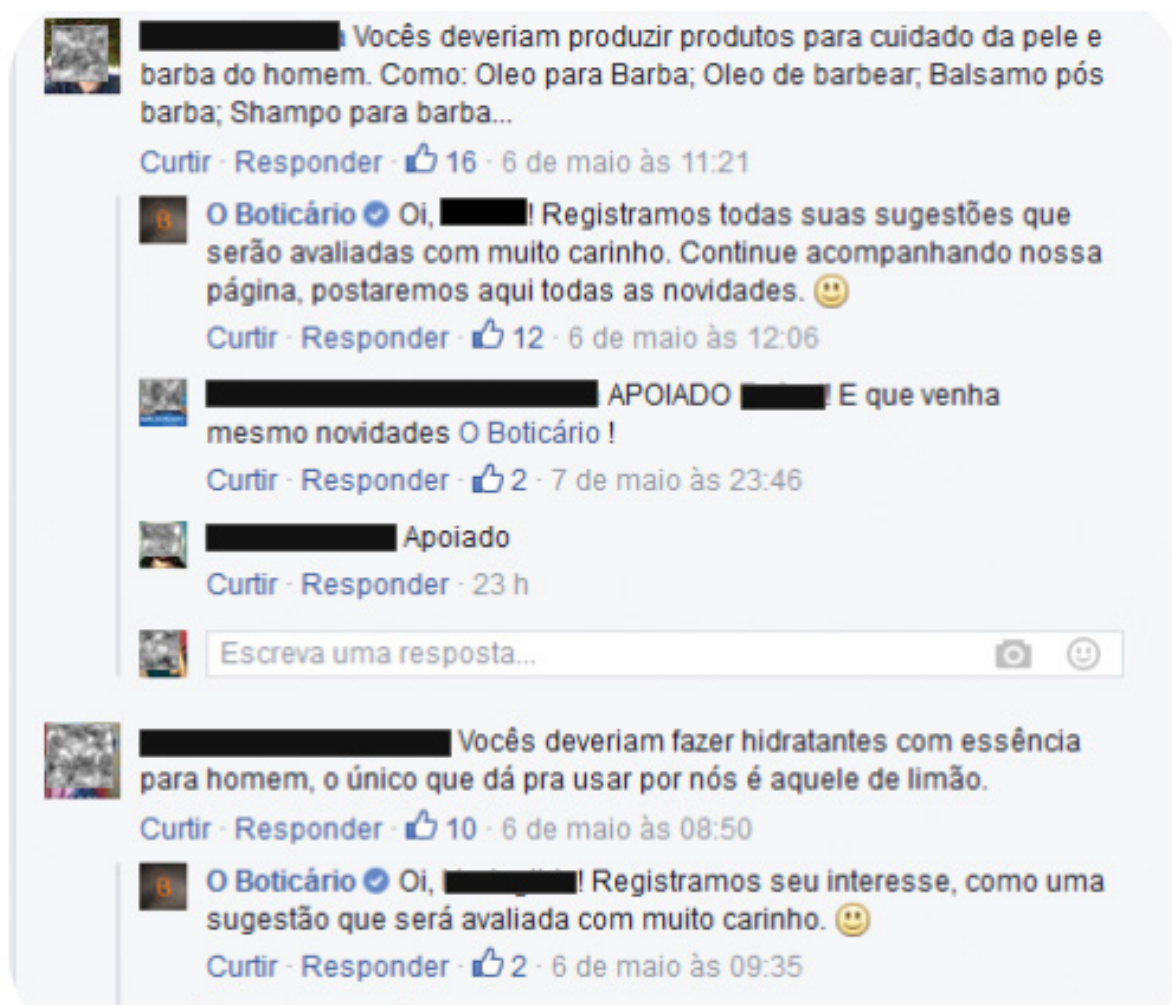 Vocês deveriam produzir produtos para cuidado da pele e
barba do homem. Como: Oleo para Barba; Oleo de barbear; Balsamo pós
barba; Shampo para barba...
Curtir · Responder · 16 · 6 de maio às 11:21
B
O Boticário Oi, ! Registramos todas suas sugestões que
serão avaliadas com muito carinho. Continue acompanhando nossa
página, postaremos aqui todas as novidades.
Curtir · Responder · 12 · 6 de maio às 12:06
APOIADO ! E que venha
mesmo novidades O Boticário !
Curtir · Responder · 2 · 7 de maio às 23:46
Apoiado
Curtir · Responder · 23 h
Escreva uma resposta...
Vocês deveriam fazer hidratantes com essência
para homem, o único que dá pra usar por nós é aquele de limão.
Curtir · Responder · 10 · 6 de maio às 08:50
B
O Boticário Oi, ! Registramos seu interesse, como uma
sugestão que será avaliada com muito carinho.
Curtir · Responder · 2 · 6 de maio às 09:35